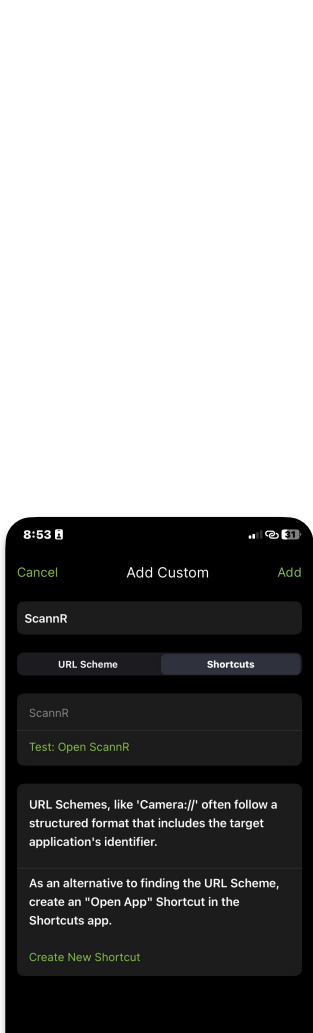 8:53
31
Cancel
Add Custom
Add
ScannR
URL Scheme
Shortcuts
ScannR
Test: Open ScannR
URL Schemes, like 'Camera://' often follow a
structured format that includes the target
application's identifier.
As an alternative to finding the URL Scheme,
create an "Open App" Shortcut in the
Shortcuts app.
Create New Shortcut